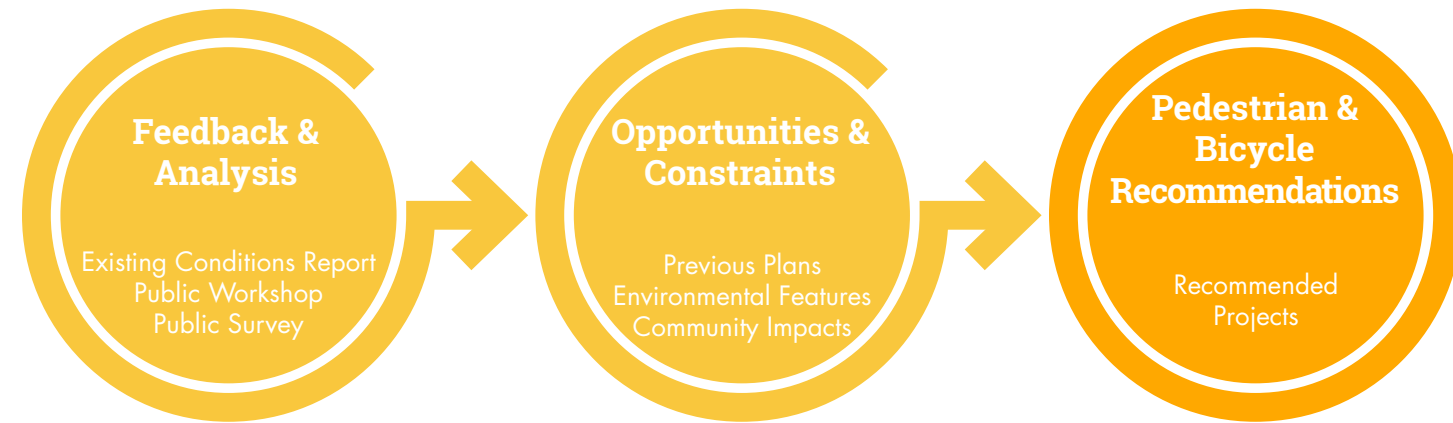 Feedback &
Analysis
Existing Conditions Report
Public Workshop
Public Survey
Opportunities &
Constraints
Previous Plans
Environmental Features
Community Impacts
Pedestrian &
Bicycle
Recommendations
Recommended
Projects